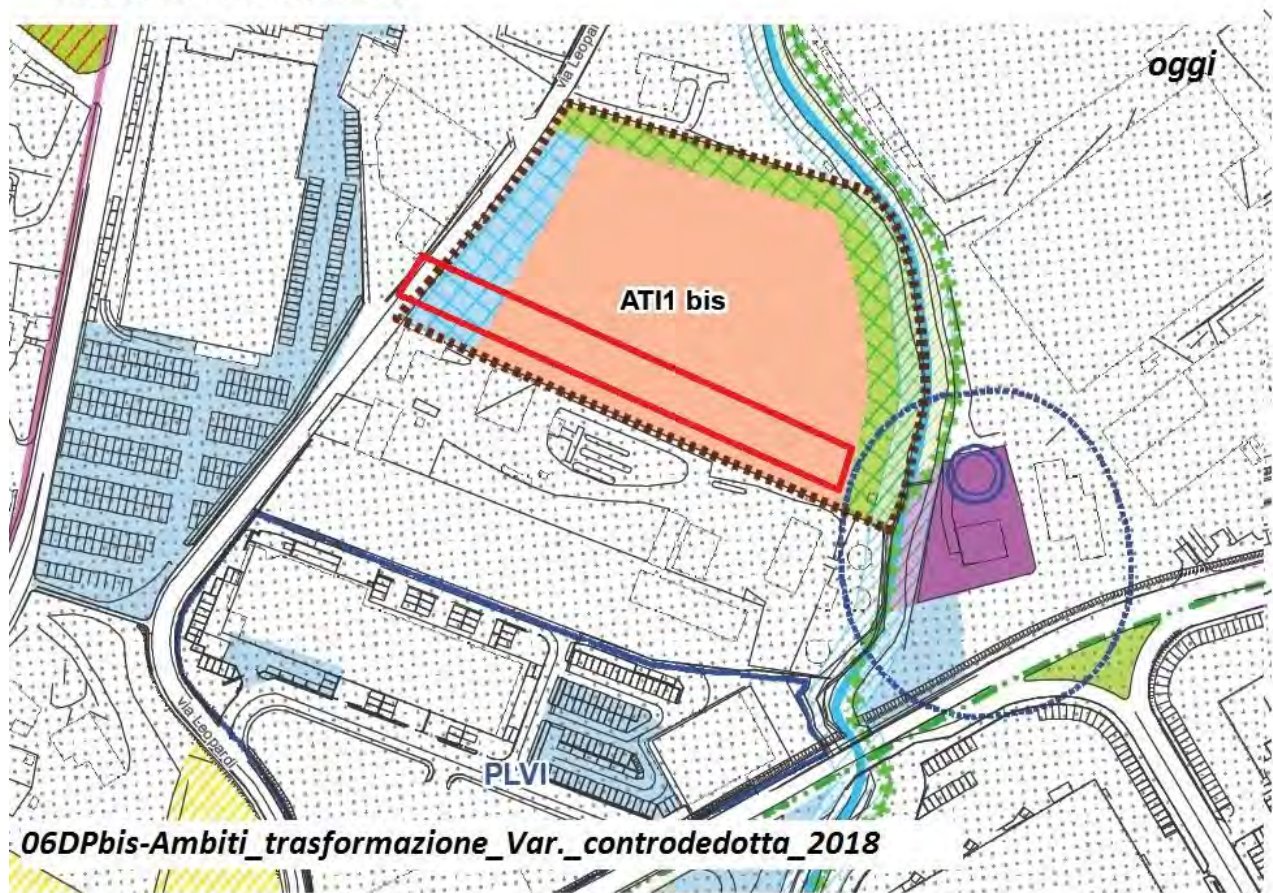 oggi
via Leopardi
ATI1 bis
via Leopardi
PLVI
06DPbis-Ambiti_trasformazione_Var._controdedotta_2018